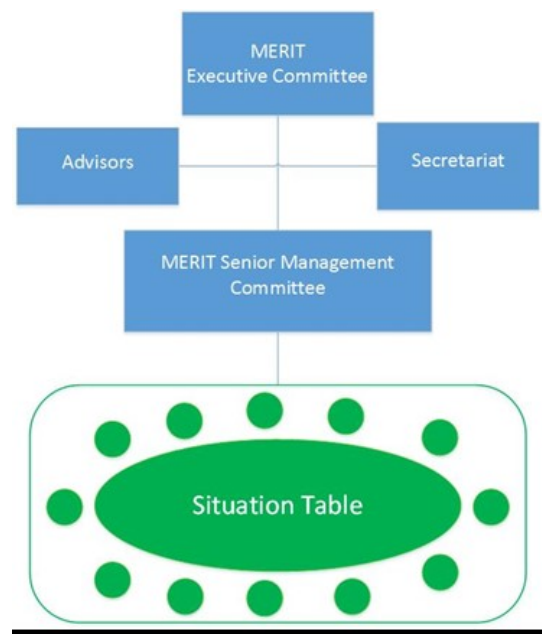 MERIT
Executive Committee
Advisors
Secretariat
MERIT Senior Management
Committee
Situation Table